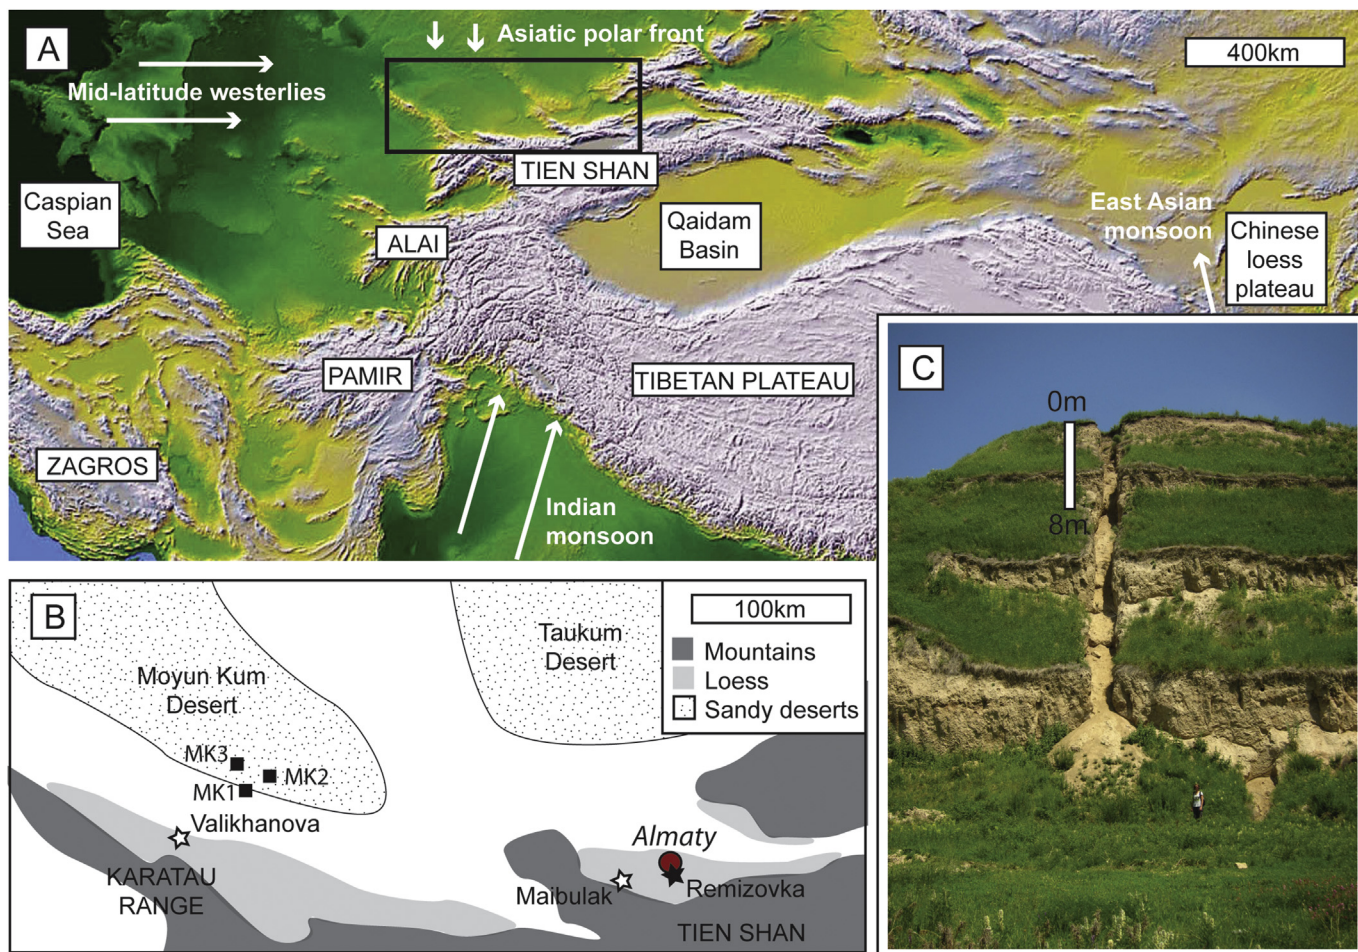 A
Asiatic polar front
400km
Mid-latitude westerlies
TIEN SHAN
Caspian
Sea
ALAI
Qaidam
Basin
East Asian
monsoon
Chinese
loess
plateau
PAMIR
TIBETAN PLATEAU
ZAGROS
Indian
monsoon
B
Moyun Kum
Desert
Taukum
Desert
100km
Mountains
Loess
Sandy deserts
MK3
MK2
MK1
Valikhanova
KARATAU
RANGE
Almaty
Maibulak
Remizovka
TIEN SHAN
C
0m
8m